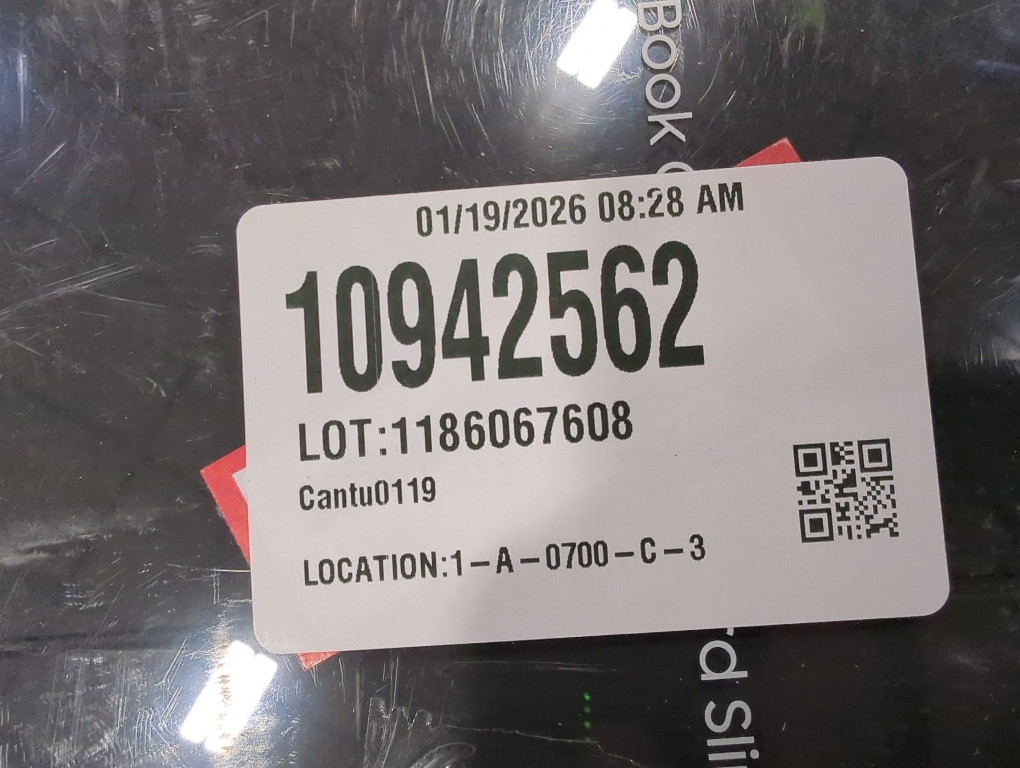 Book
01/19/2026 08:28 AM
10942562
LOT:1186067608
Cantu0119
LOCATION:1-A-0700-C-3